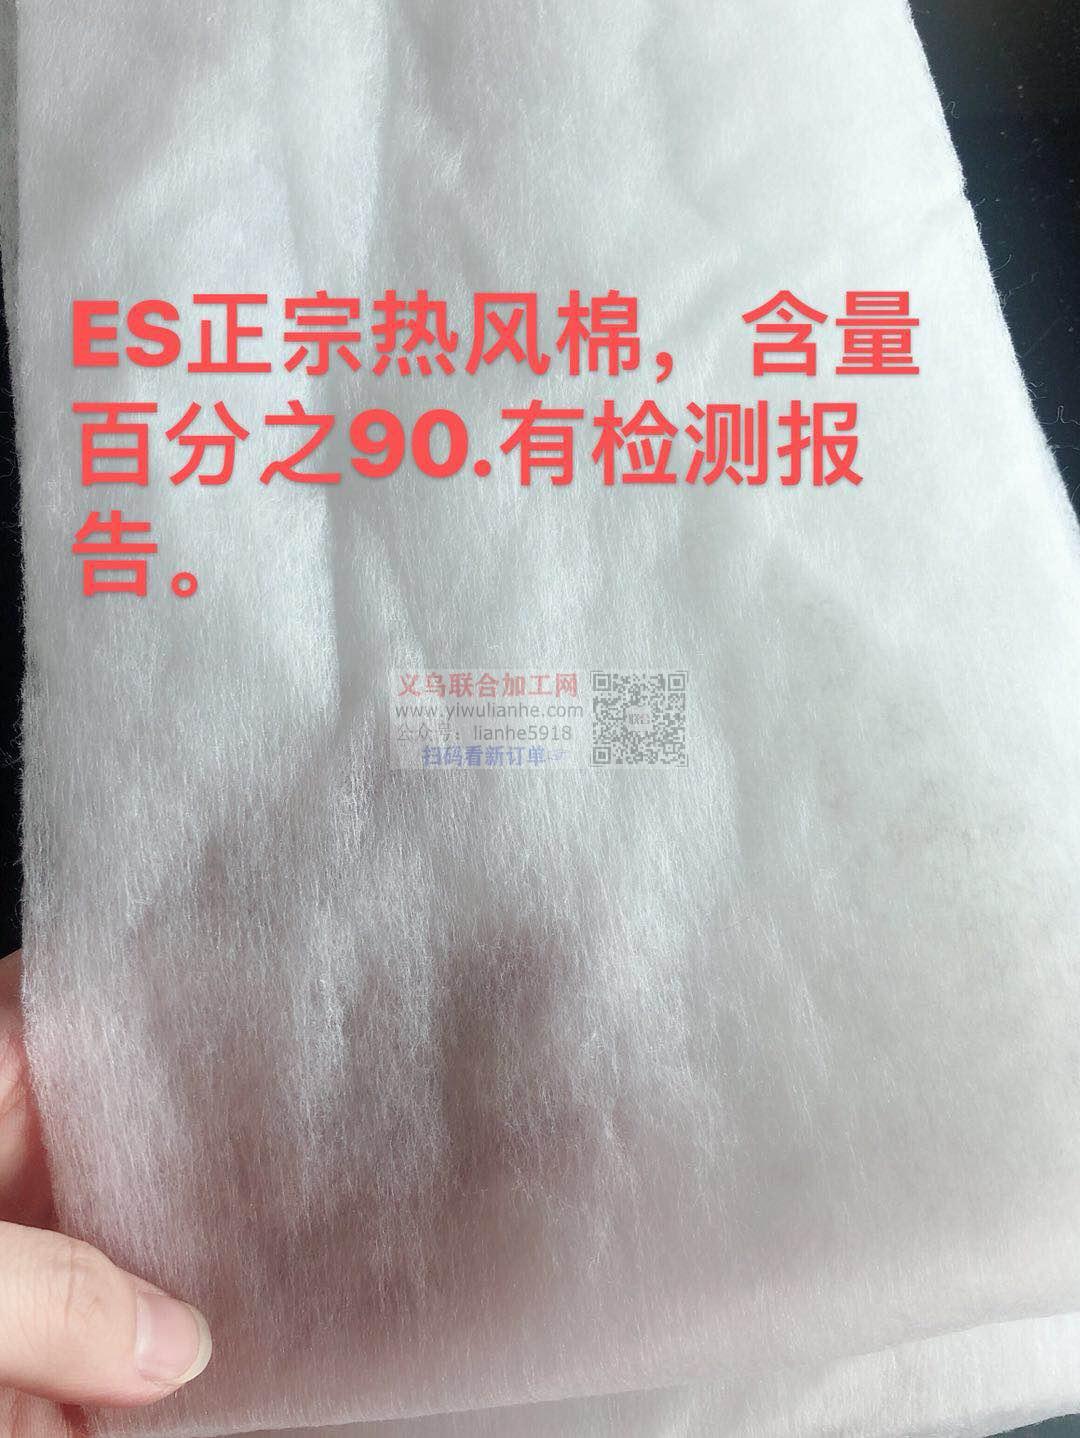 ES正宗热风棉，含量
百分之90.有检测报
告。
义乌联合加工网
www.yiwulianhe.com
公众号：lianhe5918
扫码看新订单☞
联合